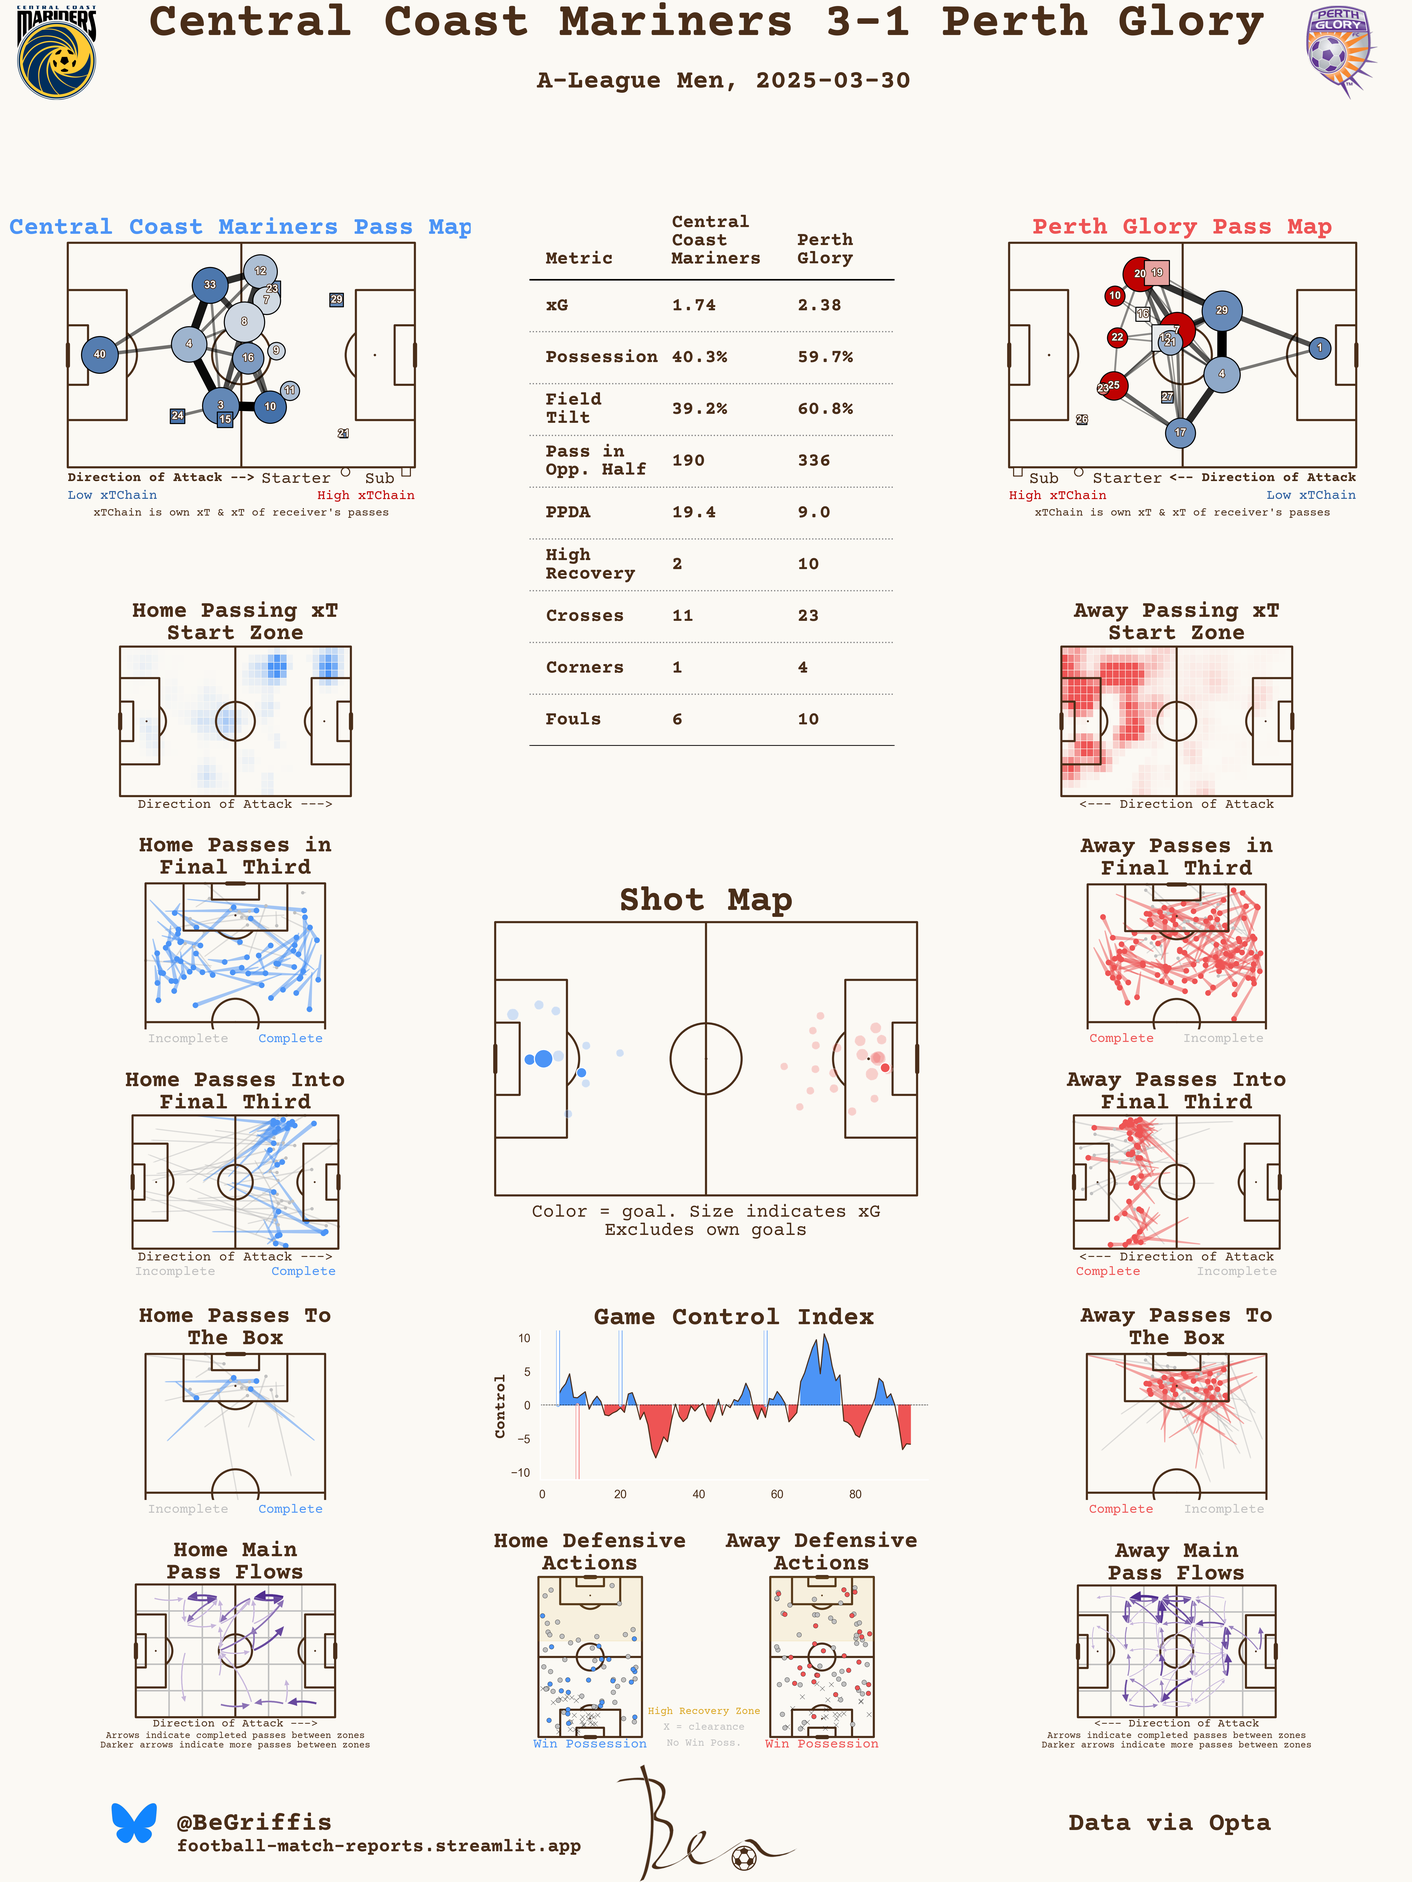 CENTRAL COAST
MARINERS
Central Coast Mariners 3-1 Perth Glory
PERTH
GLORY
A-League Men, 2025-03-30
Central Coast Mariners Pass Map
33
12
23
7
29
8
4
40
16
9
11
3
10
24
15
21
Direction of Attack --> Starter Sub
Low xTChain High xTChain
xTChain is own xT & xT of receiver's passes
Metric Central Coast Mariners Perth Glory
xG 1.74 2.38
Possession 40.3% 59.7%
Field Tilt 39.2% 60.8%
Pass in Opp. Half 190 336
PPDA 19.4 9.0
High Recovery 2 10
Crosses 11 23
Corners 1 4
Fouls 6 10
Perth Glory Pass Map
20
19
10
16
29
7
22
12
21
1
4
23
25
27
26
17
Sub Starter <-- Direction of Attack
High xTChain Low xTChain
xTChain is own xT & xT of receiver's passes
Home Passing xT
Start Zone
Direction of Attack --->
Away Passing xT
Start Zone
<--- Direction of Attack
Home Passes in
Final Third
Incomplete Complete
Away Passes in
Final Third
Complete Incomplete
Shot Map
Color = goal. Size indicates xG
Excludes own goals
Home Passes Into
Final Third
Direction of Attack --->
Incomplete Complete
Away Passes Into
Final Third
<--- Direction of Attack
Complete Incomplete
Home Passes To
The Box
Incomplete Complete
Game Control Index
Control
10
5
0
−5
−10
0 20 40 60 80
Away Passes To
The Box
Complete Incomplete
Home Main
Pass Flows
Direction of Attack --->
Arrows indicate completed passes between zones
Darker arrows indicate more passes between zones
Home Defensive
Actions
Win Possession
High Recovery Zone
X = clearance
No Win Poss.
Away Defensive
Actions
Win Possession
Away Main
Pass Flows
<--- Direction of Attack
Arrows indicate completed passes between zones
Darker arrows indicate more passes between zones
@BeGriffis
football-match-reports.streamlit.app
Ben
Data via Opta